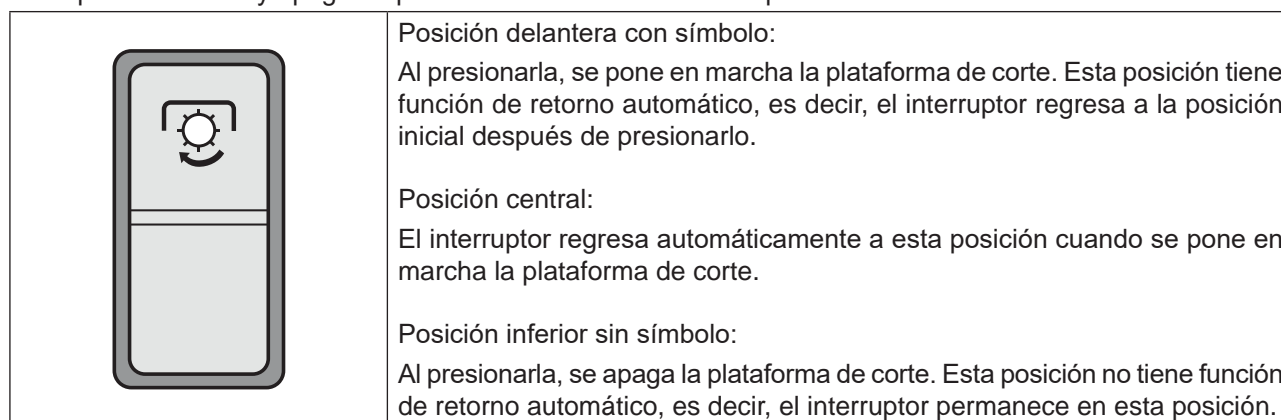 Posición delantera con símbolo:
Al presionarla, se pone en marcha la plataforma de corte. Esta posición tiene
función de retorno automático, es decir, el interruptor regresa a la posición
inicial después de presionarlo.
Posición central:
El interruptor regresa automáticamente a esta posición cuando se pone en
marcha la plataforma de corte.
Posición inferior sin símbolo:
Al presionarla, se apaga la plataforma de corte. Esta posición no tiene función
de retorno automático, es decir, el interruptor permanece en esta posición.